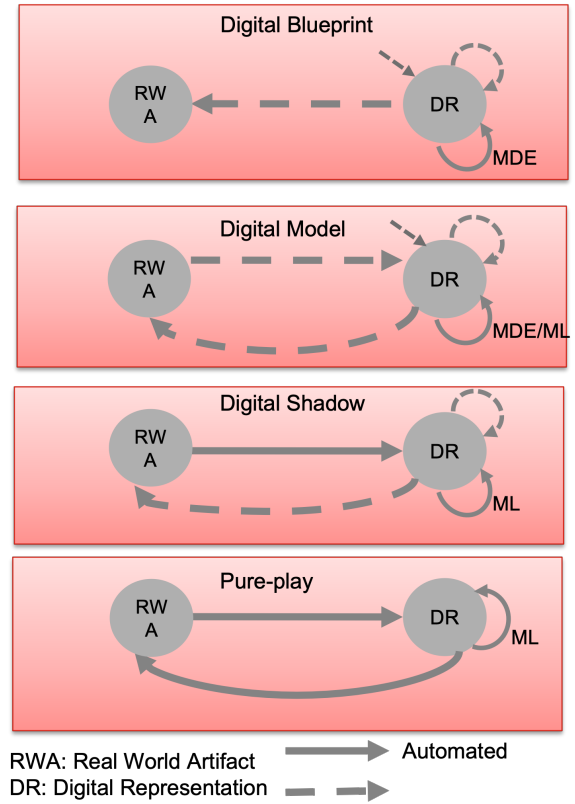 Digital Blueprint
RW
A
DR
MDE
Digital Model
RW
A
DR
MDE/ML
Digital Shadow
RW
A
DR
ML
Pure-play
RW
A
DR
ML
RWA: Real World Artifact
Automated
DR: Digital Representation